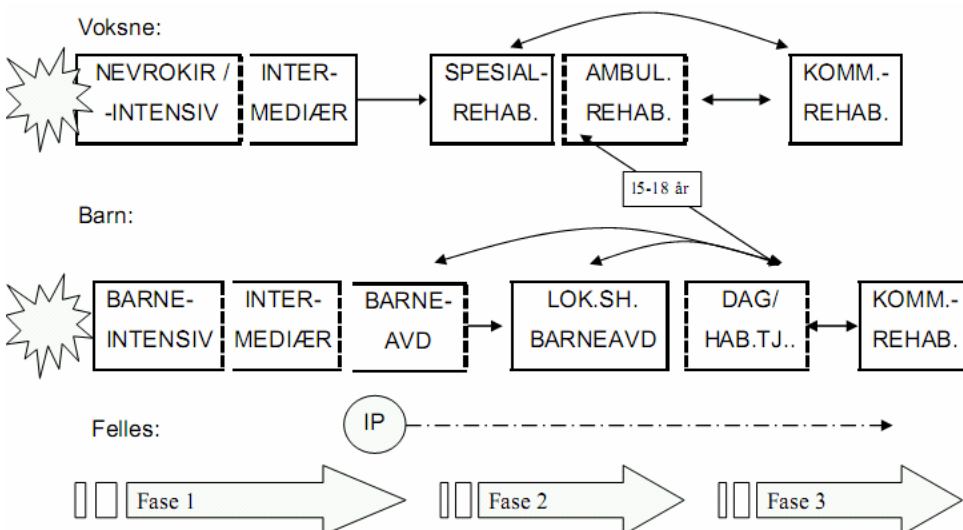 Voksne:
NEVROKIR /
-INTENSIV
INTER-
MEDIÆR
SPESIAL-
REHAB.
AMBUL.
REHAB.
KOMM.-
REHAB.
15-18 år
Barn:
BARNE-
INTENSIV
INTER-
MEDIÆR
BARNE-
AVD
LOK.SH.
BARNEAVD
DAG/
HAB.TJ..
KOMM.-
REHAB.
Felles:
IP
Fase 1
Fase 2
Fase 3